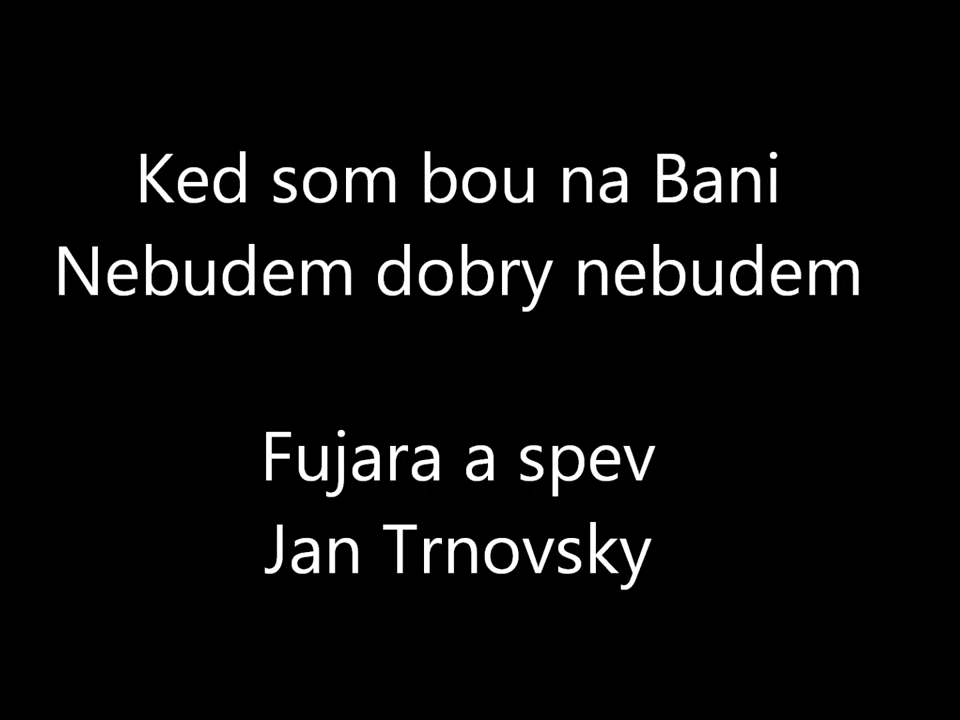 Ked som bou na Bani
Nebudem dobry nebudem
Fujara a spev
Jan Trnovsky